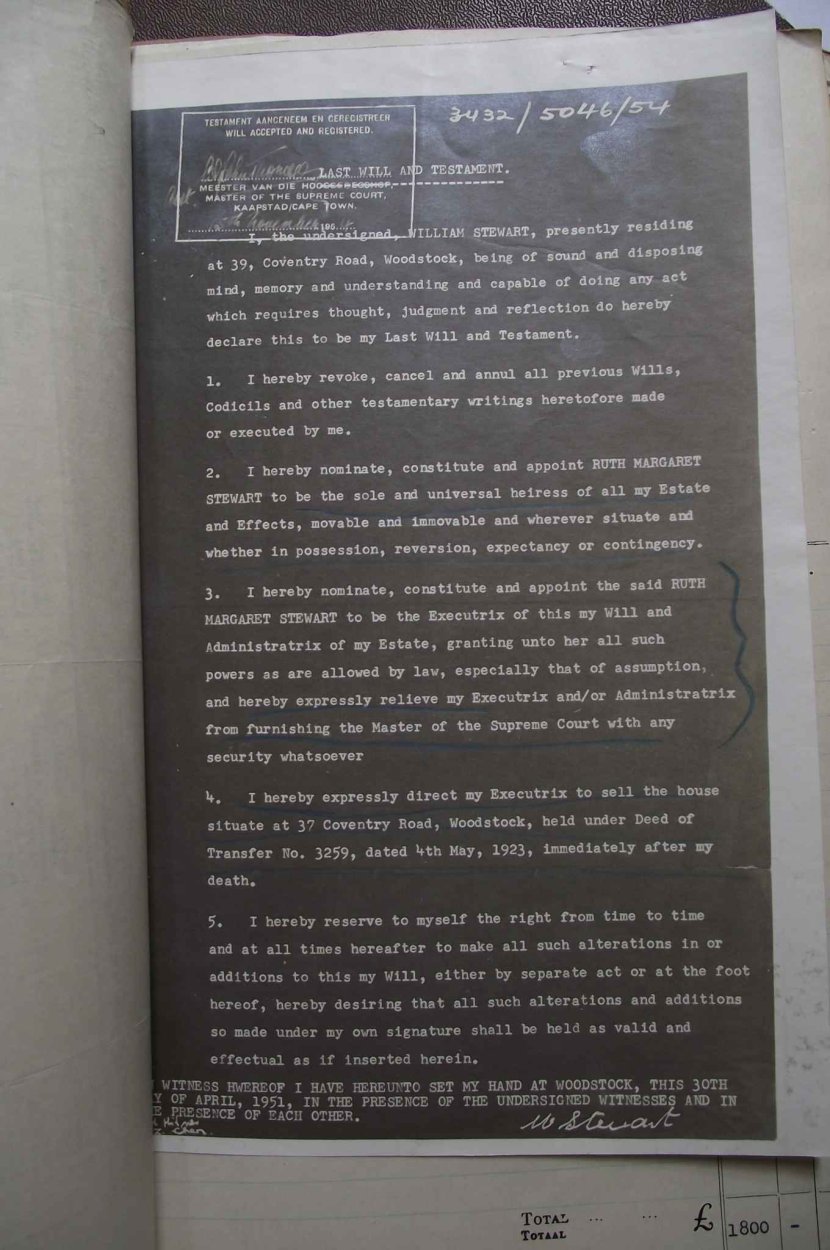 3432/5046/54
TESTAMENT AANGENEEM EN GEREGISTREER
WILL ACCEPTED AND REGISTERED.
LAST WILL AND TESTAMENT.
MEESTER VAN DIE HOOGGEREGSHOF,
MASTER OF THE SUPREME COURT,
KAAPSTAD/CAPE TOWN.
195
I, the undersigned, WILLIAM STEWART, presently residing
at 39, Coventry Road, Woodstock, being of sound and disposing
mind, memory and understanding and capable of doing any act
which requires thought, judgment and reflection do hereby
declare this to be my Last Will and Testament.
1. I hereby revoke, cancel and annul all previous Wills,
Codicils and other testamentary writings heretofore made
or executed by me.
2. I hereby nominate, constitute and appoint RUTH MARGARET
STEWART to be the sole and universal heiress of all my Estate
and Effects, movable and immovable and wherever situate and
whether in possession, reversion, expectancy or contingency.
3. I hereby nominate, constitute and appoint the said RUTH
MARGARET STEWART to be the Executrix of this my Will and
Administratrix of my Estate, granting unto her all such
powers as are allowed by law, especially that of assumption,
and hereby expressly relieve my Executrix and/or Administratrix
from furnishing the Master of the Supreme Court with any
security whatsoever
4. I hereby expressly direct my Executrix to sell the house
situate at 37 Coventry Road, Woodstock, held under Deed of
Transfer No. 3259, dated 4th May, 1923, immediately after my
death.
5. I hereby reserve to myself the right from time to time
and at all times hereafter to make all such alterations in or
additions to this my Will, either by separate act or at the foot
hereof, hereby desiring that all such alterations and additions
so made under my own signature shall be held as valid and
effectual as if inserted herein.
WITNESS HWEREOF I HAVE HEREUNTO SET MY HAND AT WOODSTOCK, THIS 30TH
Y OF APRIL, 1951, IN THE PRESENCE OF THE UNDERSIGNED WITNESSES AND IN
E PRESENCE OF EACH OTHER.
W Stewart
TOTAL ... ... £ 1800 -
TOTAAL